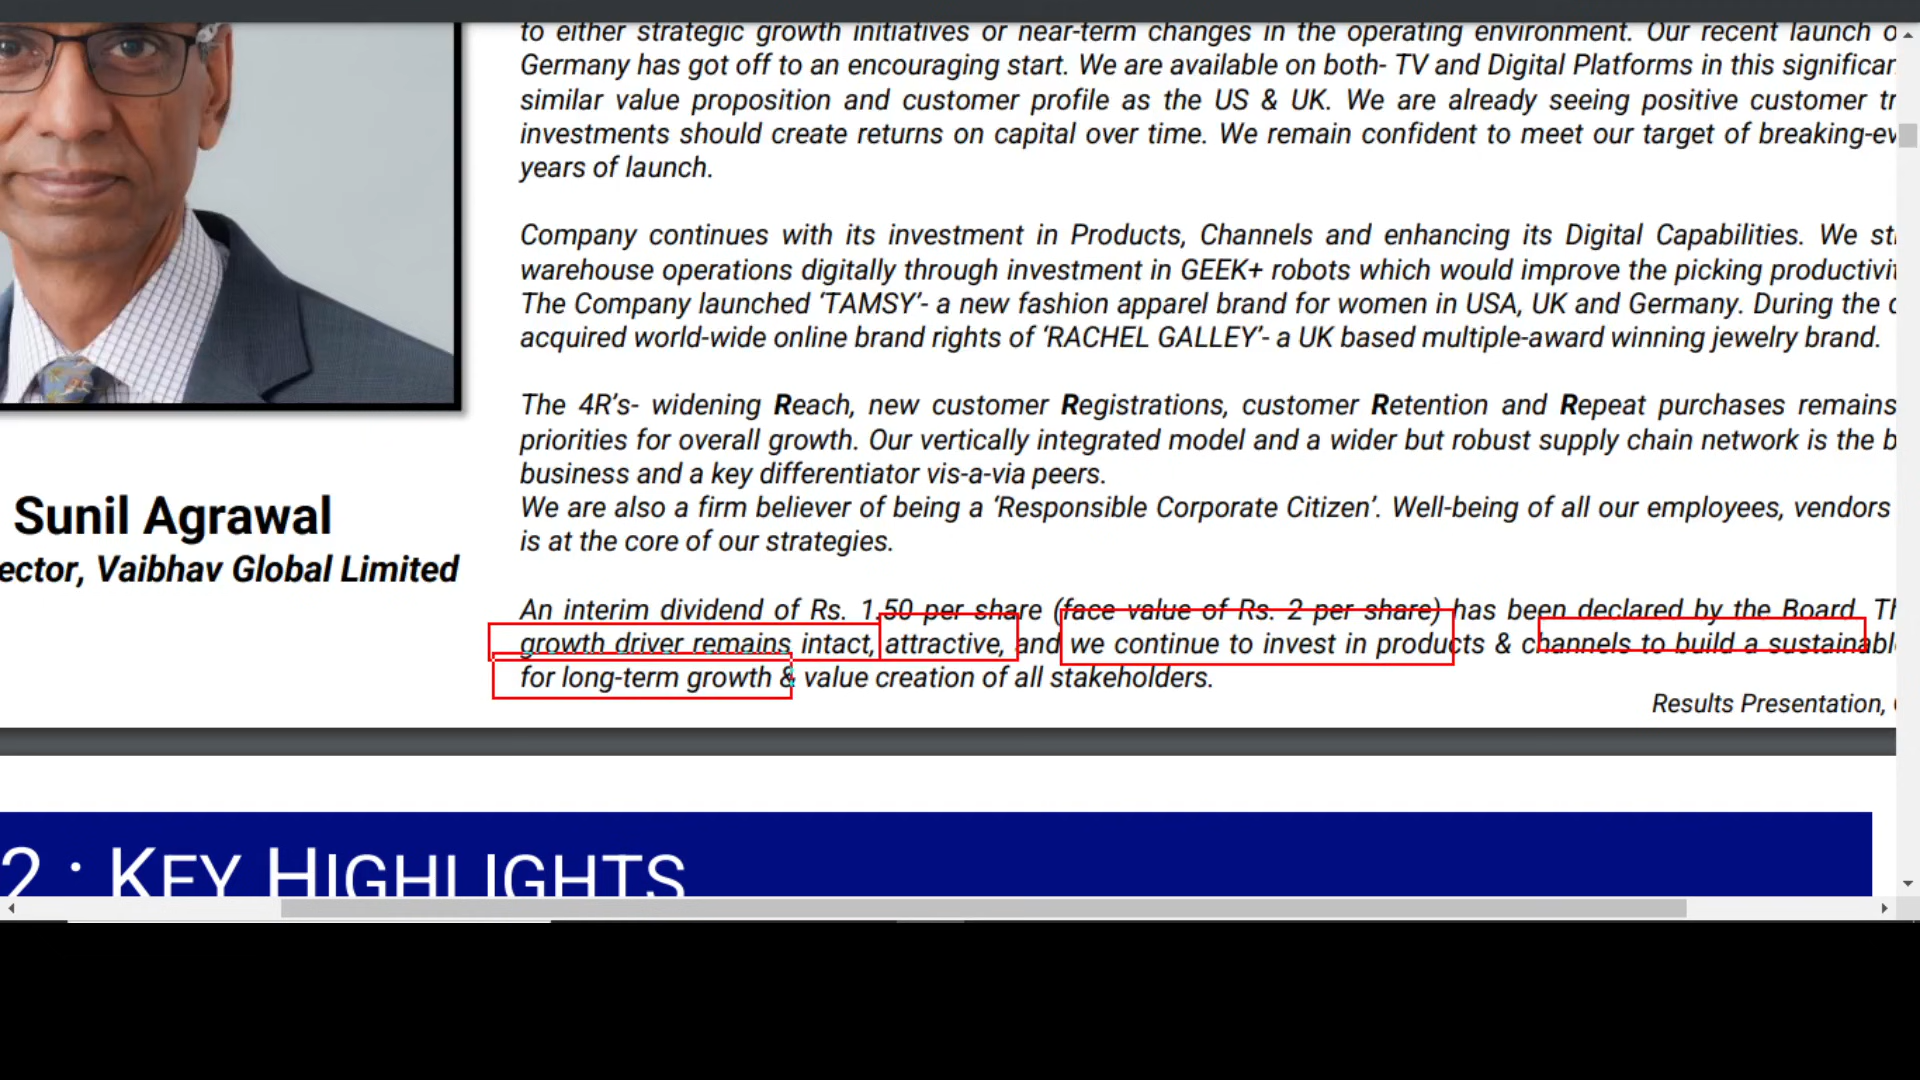 to either strategic growth initiatives or near-term changes in the operating environment. Our recent launch
Germany has got off to an encouraging start. We are available on both- TV and Digital Platforms in this
similar value proposition and customer profile as the US & UK. We are already seeing positive customer
investments should create returns on capital over time. We remain confident to meet our target of
years of launch.
Company continues with its investment in Products, Channels and enhancing its Digital Capabilities. We
warehouse operations digitally through investment in GEEK+ robots which would improve the picking
The Company launched ‘TAMSY’- a new fashion apparel brand for women in USA, UK and Germany. During the
acquired world-wide online brand rights of ‘RACHEL GALLEY’- a UK based multiple-award winning jewelry brand.
The 4R’s- widening Reach, new customer Registrations, customer Retention and Repeat purchases remains
priorities for overall growth. Our vertically integrated model and a wider but robust supply chain network is the
business and a key differentiator vis-a-via peers.
We are also a firm believer of being a ‘Responsible Corporate Citizen’. Well-being of all our employees, vendors
is at the core of our strategies.
Sunil Agrawal
ector, Vaibhav Global Limited
An interim dividend of Rs. 1.50 per share (face value of Rs. 2 per share) has been declared by the Board.
growth driver remains intact, attractive, and we continue to invest in products & channels to build a
for long-term growth & value creation of all stakeholders.
Results Presentation,
2 : KEY HIGHLIGHTS